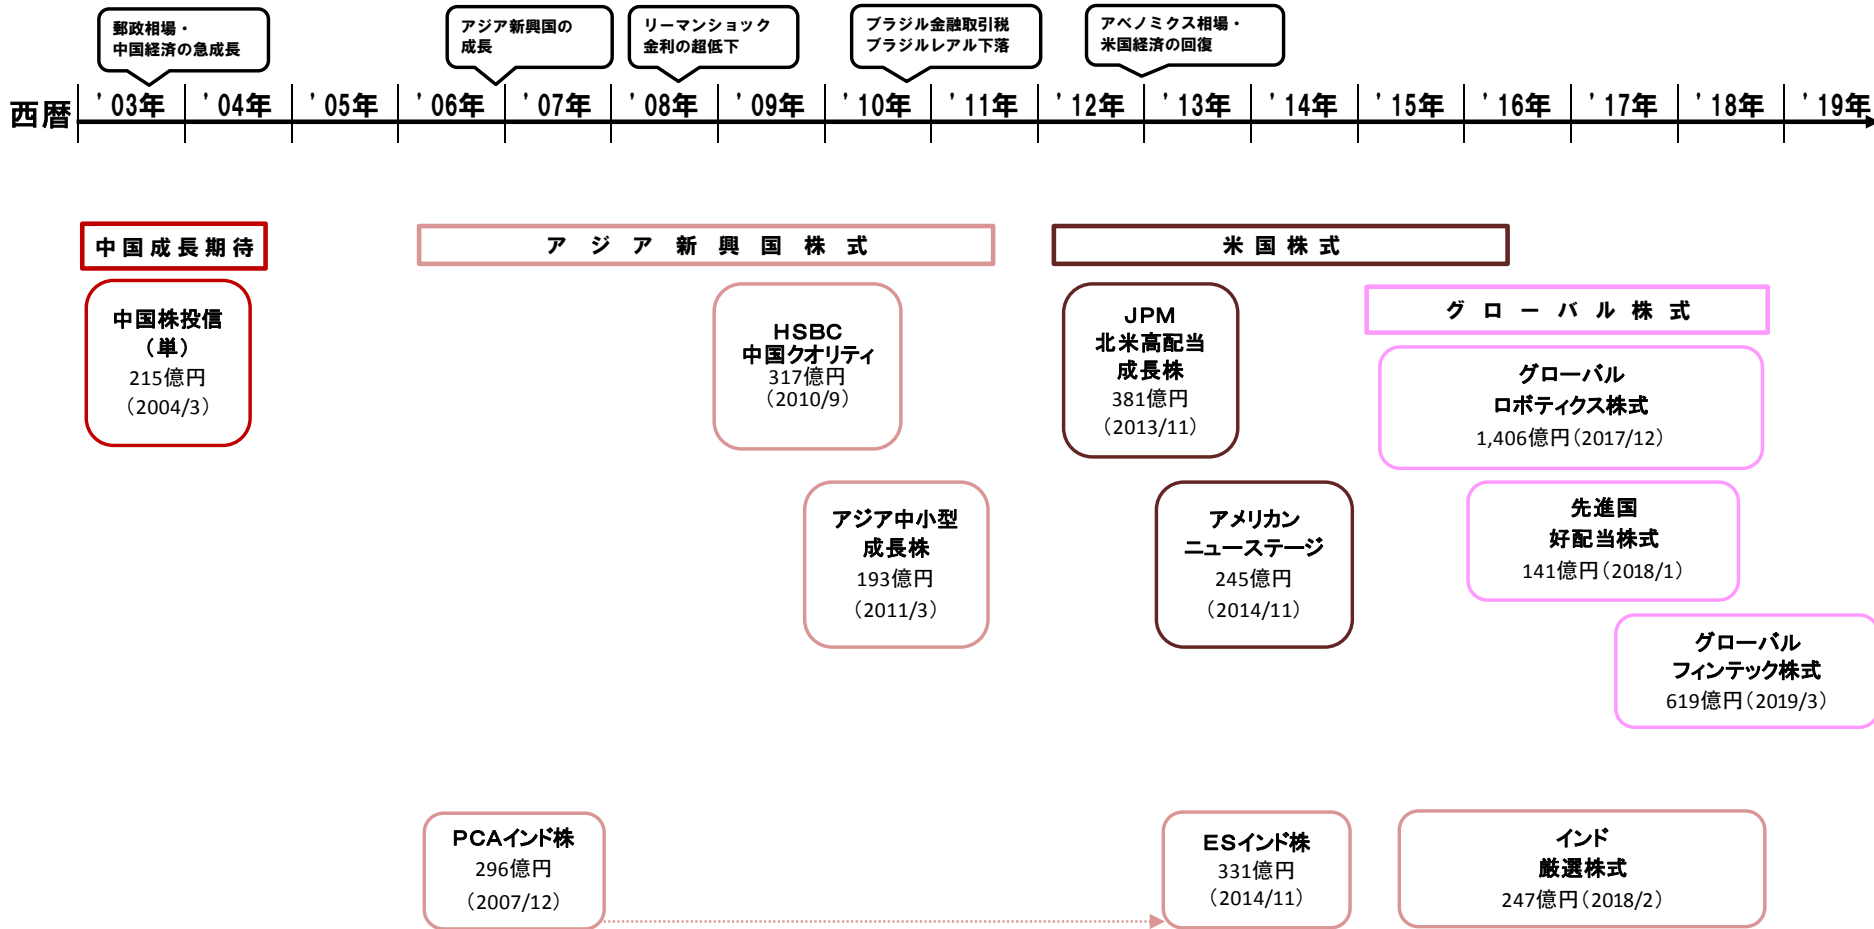 郵政相場・
中国経済の急成長
アジア新興国の
成長
リーマンショック
金利の超低下
ブラジル金融取引税
ブラジルレアル下落
アベノミクス相場・
米国経済の回復
西暦 '03年 '04年 '05年 '06年 '07年 '08年 '09年 '10年 '11年 '12年 '13年 '14年 '15年 '16年 '17年 '18年 '19年
中国成長期待
アジア新興国株式
米国株式
グローバル株式
中国株投信
（単）
215億円
（2004/3）
HSBC
中国クオリティ
317億円
（2010/9）
JPM
北米高配当
成長株
381億円
（2013/11）
グローバル
ロボティクス株式
1,406億円（2017/12）
アジア中小型
成長株
193億円
（2011/3）
アメリカン
ニューステージ
245億円
（2014/11）
先進国
好配当株式
141億円（2018/1）
グローバル
フィンテック株式
619億円（2019/3）
PCAインド株
296億円
（2007/12）
ESインド株
331億円
（2014/11）
インド
厳選株式
247億円（2018/2）